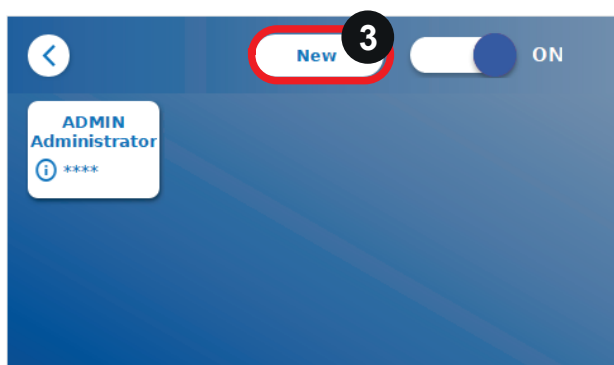 New
3
ON
ADMIN
Administrator
i ****